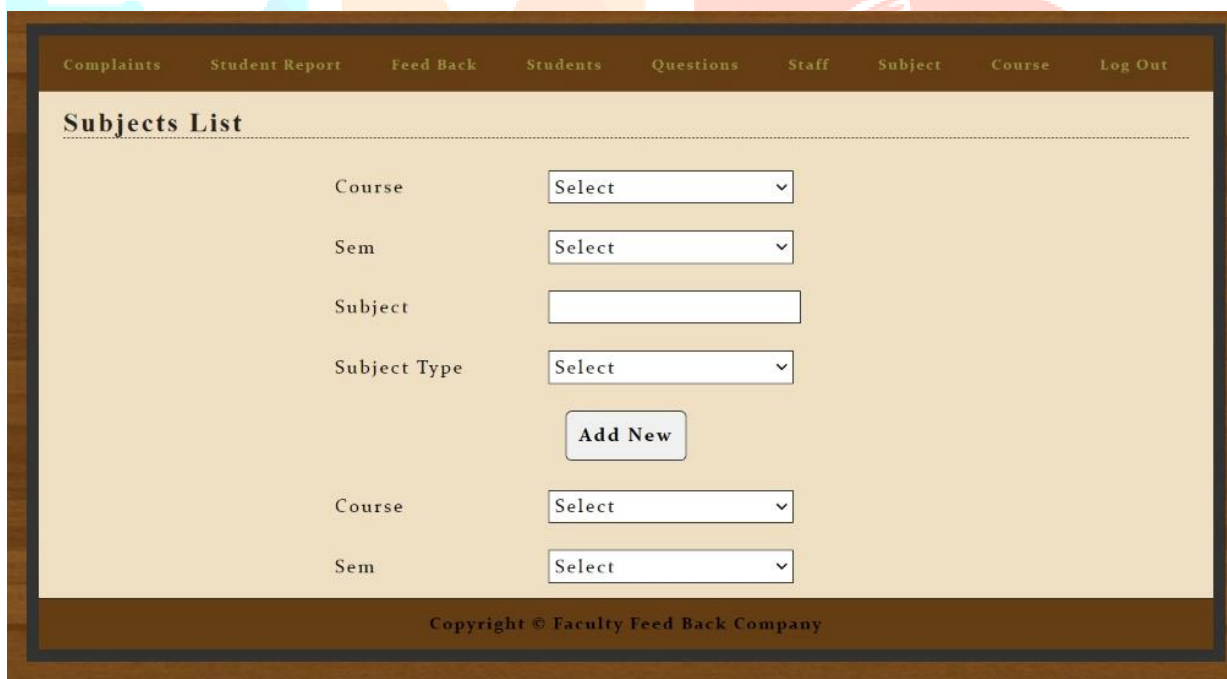 Complaints Student Report Feed Back Students Questions Staff Subject Course Log Out
Subjects List
Course Select
Sem Select
Subject
Subject Type Select
Add New
Course Select
Sem Select
Copyright © Faculty Feed Back Company